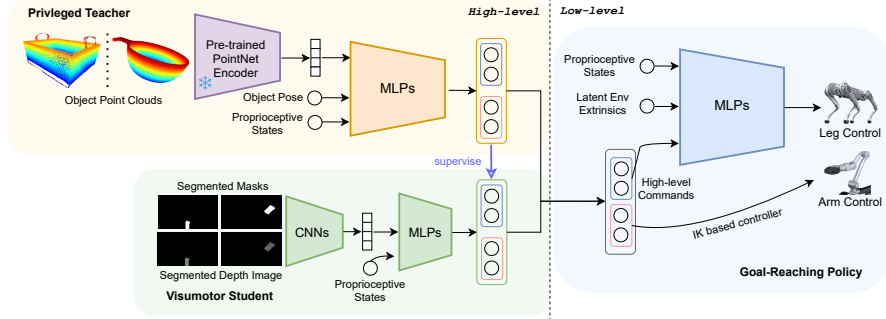 Privleged Teacher
High-level
Low-level
Pre-trained
PointNet
Encoder
Object Point Clouds
Object Pose
Proprioceptive
States
MLPs
supervise
Segmented Masks
CNNs
MLPs
Segmented Depth Image
Proprioceptive
States
Visumotor Student
Proprioceptive
States
Latent Env
Extrinsics
MLPs
Leg Control
High-level
Commands
IK based controller
Arm Control
Goal-Reaching Policy